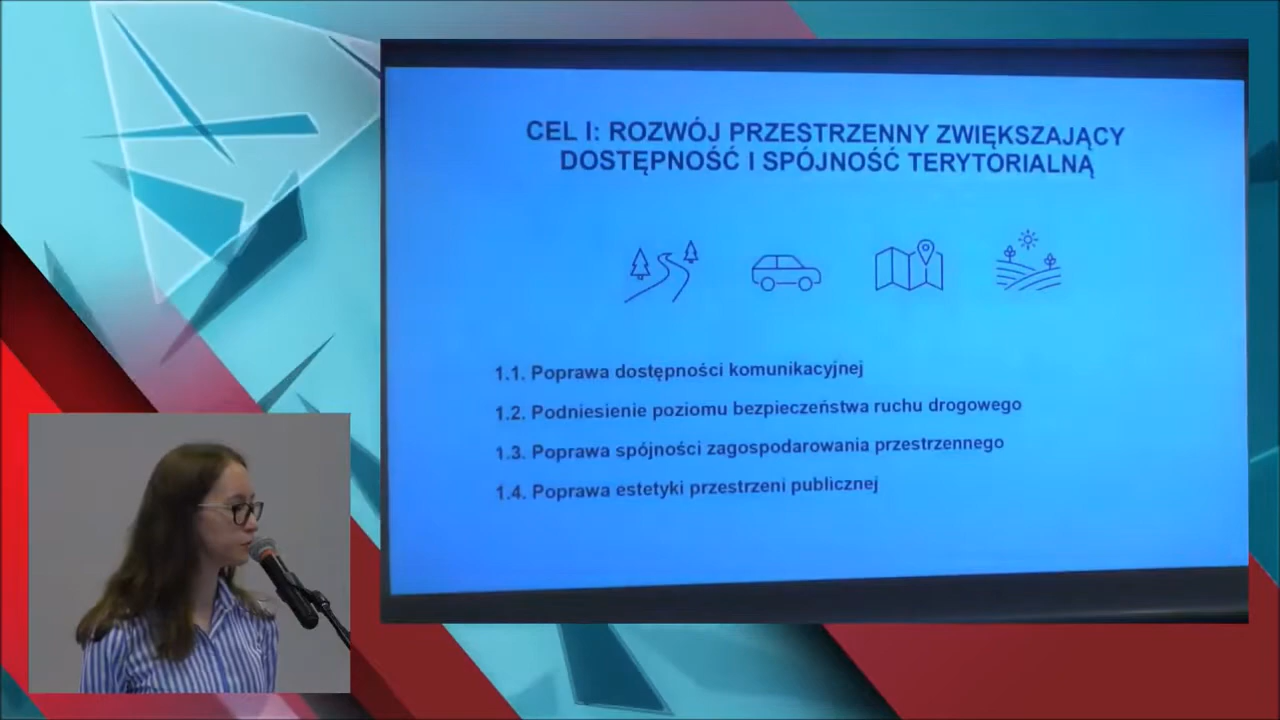 CEL I: ROZWÓJ PRZESTRZENNY ZWIĘKSZAJĄCY
DOSTĘPNOŚĆ I SPÓJNOŚĆ TERYTORIALNĄ
1.1. Poprawa dostępności komunikacyjnej
1.2. Podniesienie poziomu bezpieczeństwa ruchu drogowego
1.3. Poprawa spójności zagospodarowania przestrzennego
1.4. Poprawa estetyki przestrzeni publicznej